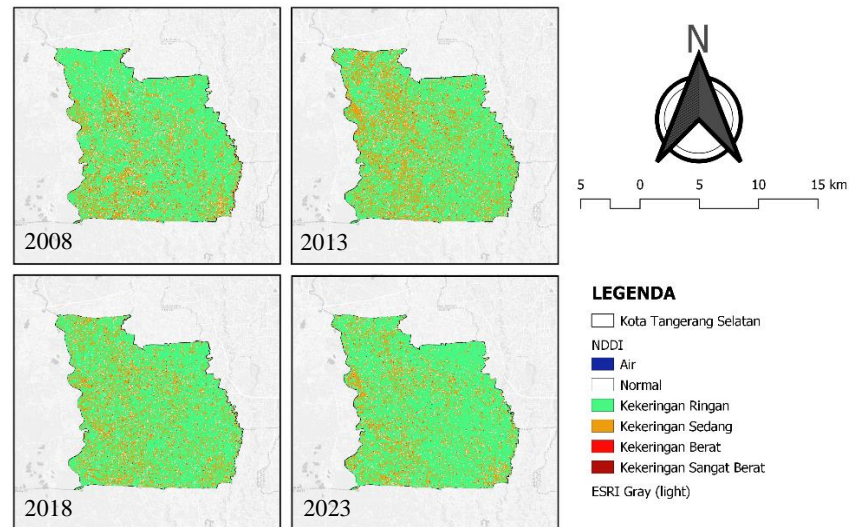 2008
2013
2018
2023
N
5 0 5 10 15 km
LEGENDA
Kota Tangerang Selatan
NDDI
Air
Normal
Kekeringan Ringan
Kekeringan Sedang
Kekeringan Berat
Kekeringan Sangat Berat
ESRI Gray (light)